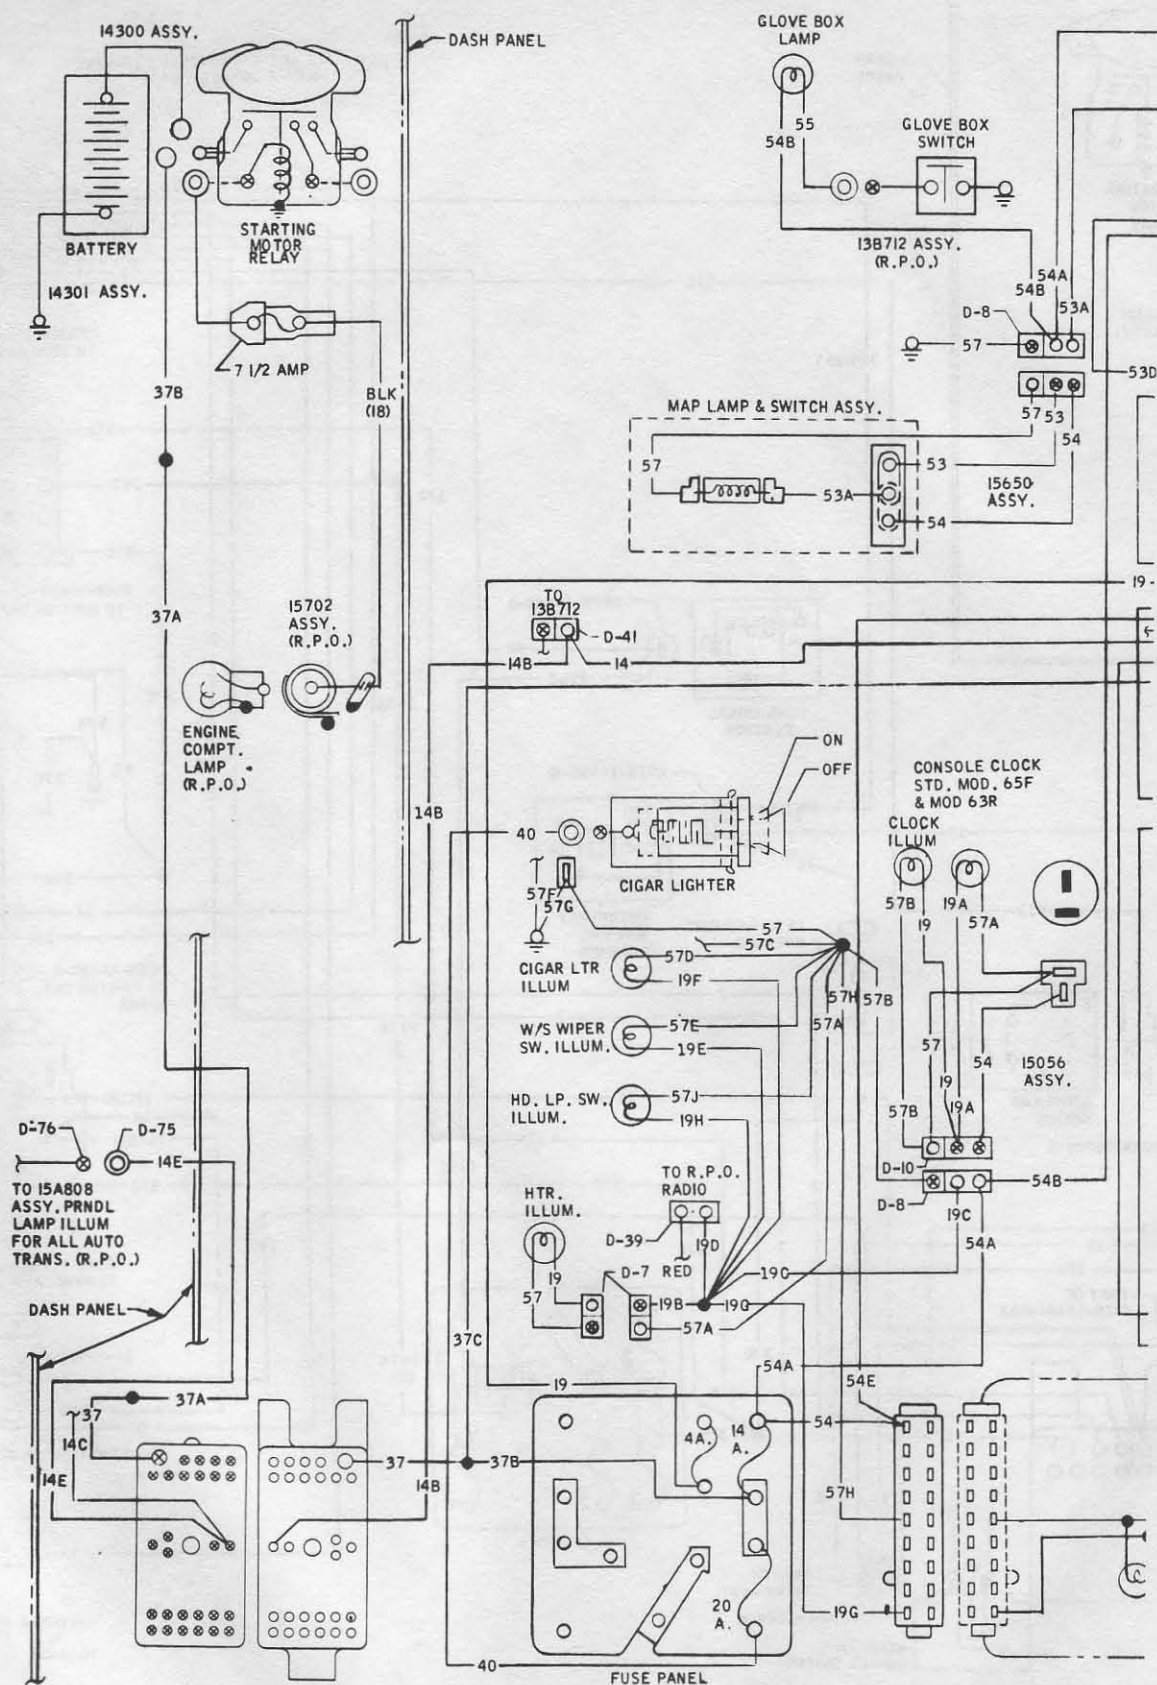 14300 ASSY.
DASH PANEL
GLOVE BOX
LAMP
BATTERY
14301 ASSY.
STARTING
MOTOR
RELAY
7 1/2 AMP
BLK
(18)
37B
55
54B
GLOVE BOX
SWITCH
13B712 ASSY.
(R.P.O.)
54A
54B
53A
D-8
57
53D
57
53
54
MAP LAMP & SWITCH ASSY.
57
53A
53
54
15650
ASSY.
19
37A
15702
ASSY.
(R.P.O.)
TO
13B712
D-41
14B
14
ENGINE
COMPT.
LAMP
(R.P.O.)
14B
40
ON
OFF
CIGAR LIGHTER
57F
57G
CONSOLE CLOCK
STD. MOD. 65F
& MOD 63R
CLOCK
ILLUM
57B
19
19A
57A
57
57C
CIGAR LTR
ILLUM
57D
19F
57H
57B
57A
W/S WIPER
SW. ILLUM.
57E
19E
HD. LP. SW.
ILLUM.
57J
19H
57
54
19
19A
57B
15056
ASSY.
D-10
D-8
54B
19C
54A
D-76
D-75
14E
TO 15A808
ASSY. PRNDL
LAMP ILLUM
FOR ALL AUTO
TRANS. (R.P.O.)
DASH PANEL
HTR.
ILLUM.
TO R.P.O.
RADIO
D-39
19D
RED
19
57
D-7
19B
19G
19C
57A
37C
54A
54E
19
37A
37
14C
14E
37
14B
37B
4A.
14
A.
54
57H
20
A.
19G
40
FUSE PANEL